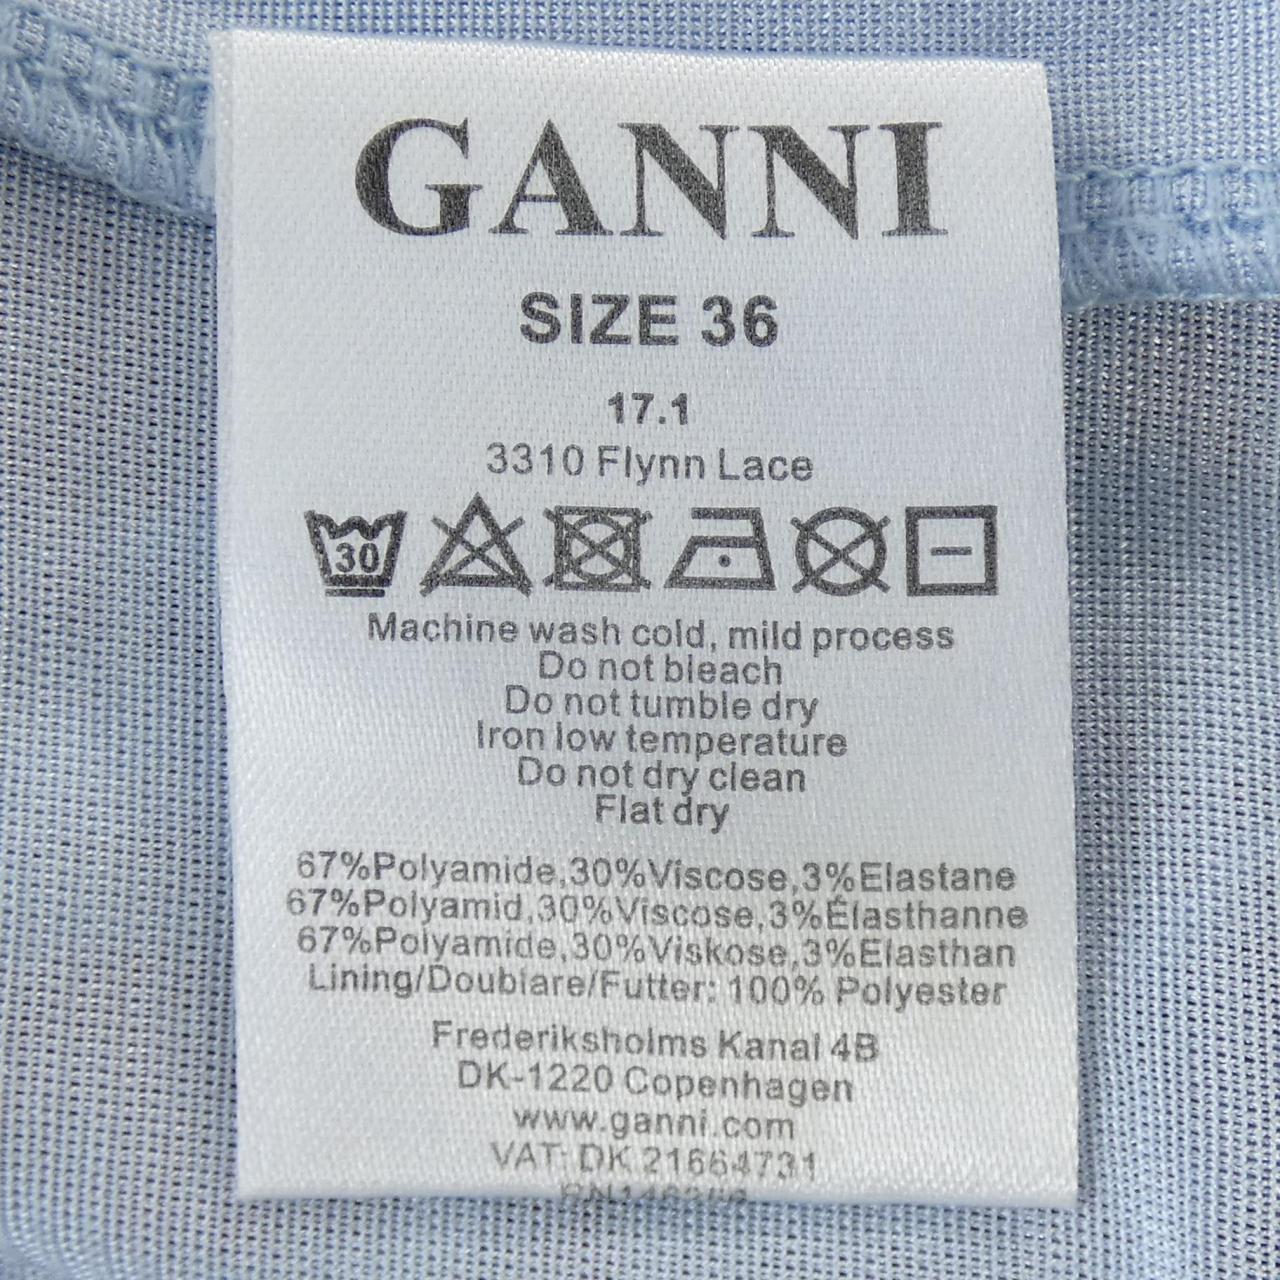 GANNI
SIZE 36
17.1
3310 Flynn Lace
30
Machine wash cold, mild process
Do not bleach
Do not tumble dry
Iron low temperature
Do not dry clean
Flat dry
67%Polyamide,30%Viscose,3%Elastane
67%Polyamid,30%Viscose,3%Élasthanne
67%Polyamide,30%Viskose,3%Elasthan
Lining/Doublare/Futter: 100% Polyester
Frederiksholms Kanal 4B
DK-1220 Copenhagen
www.ganni.com
VAT: DK 21664731